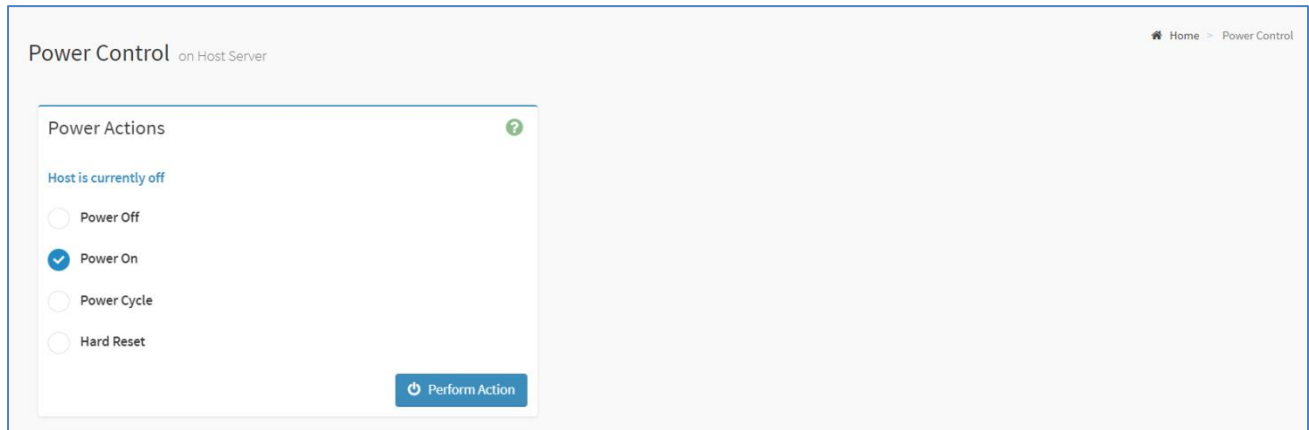 Home > Power Control
Power Control on Host Server
Power Actions
Host is currently off
Power Off
Power On
Power Cycle
Hard Reset
Perform Action